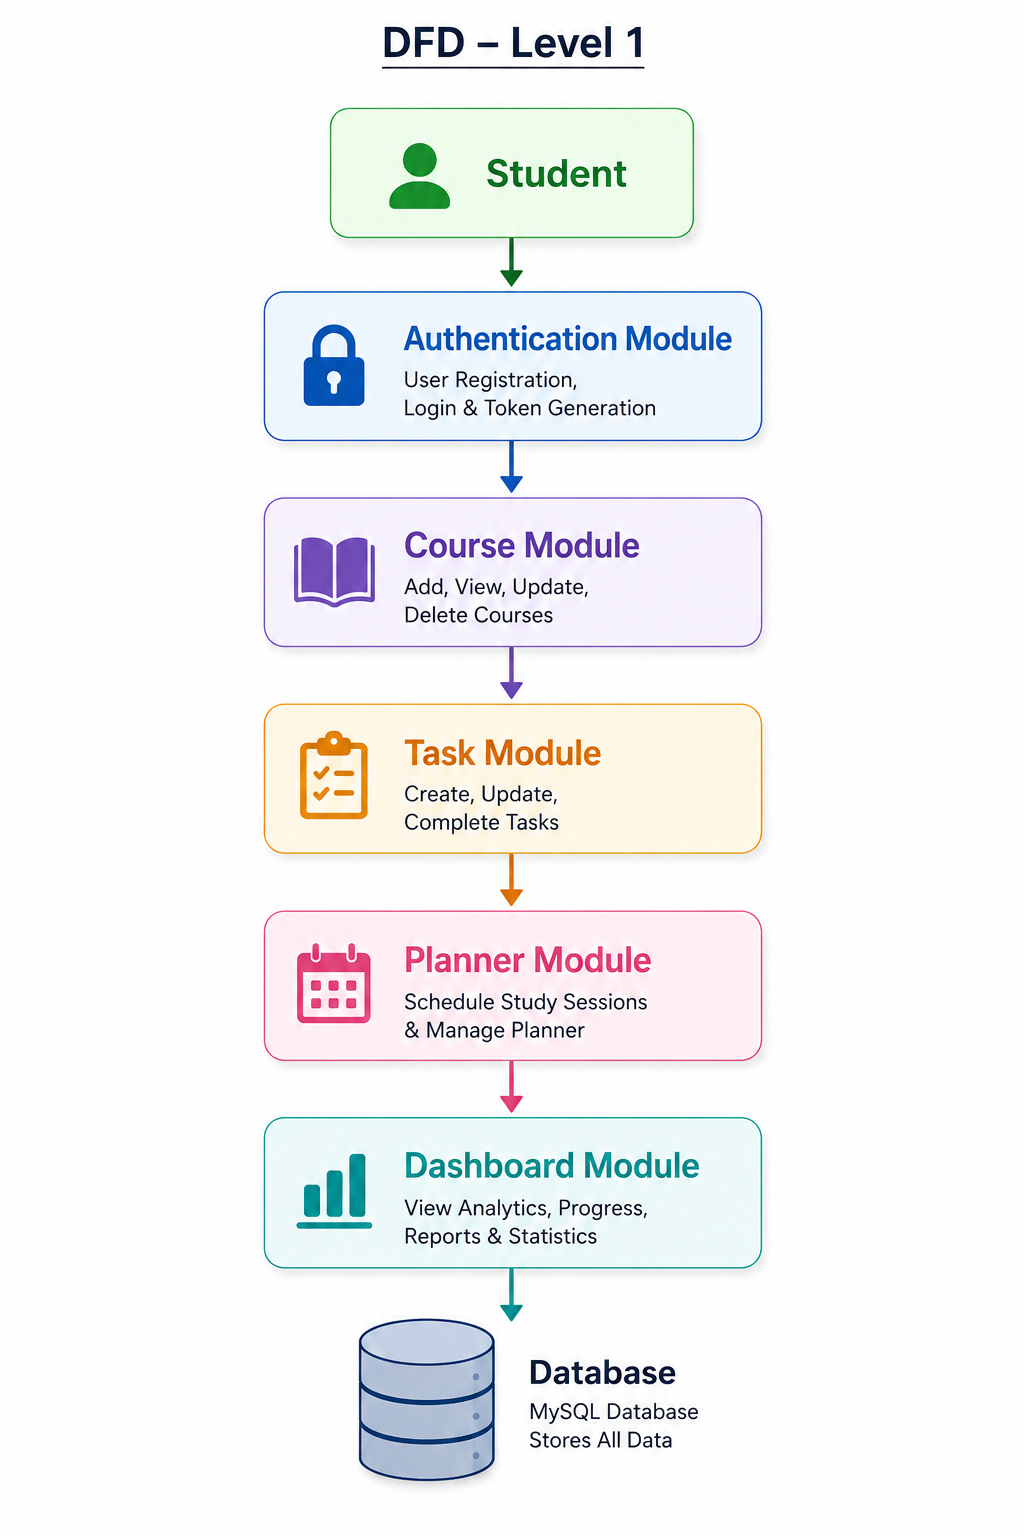 DFD – Level 1
Student
Authentication Module
User Registration,
Login & Token Generation
Course Module
Add, View, Update,
Delete Courses
Task Module
Create, Update,
Complete Tasks
Planner Module
Schedule Study Sessions
& Manage Planner
Dashboard Module
View Analytics, Progress,
Reports & Statistics
Database
MySQL Database
Stores All Data